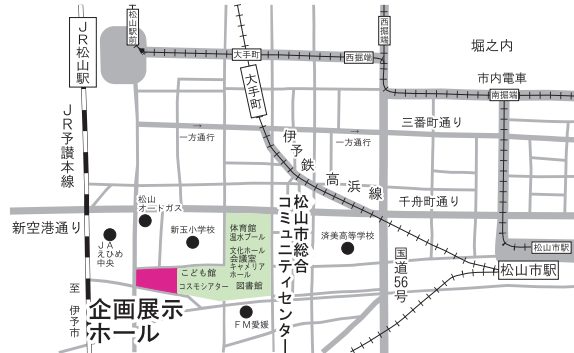 ＪＲ松山駅
松山駅前
大手町
西堀端
西堀端
堀之内
市内電車
南堀端
大手町
ＪＲ予讃本線
→
一方通行
伊予鉄
高浜線
→
一方通行
三番町通り
千舟町通り
新空港通り
松山
オードガス
新玉小学校
ＪＡ
えひめ
中央
体育館
温水プール
文化ホール
会議室
キャメリア
ホール
こども館
コスモシアター
図書館
松山市総合
コミュニティセンター
済美高等学校
国道56号
松山市駅
松山市駅
至 伊予市
企画展示
ホール
ＦＭ愛媛